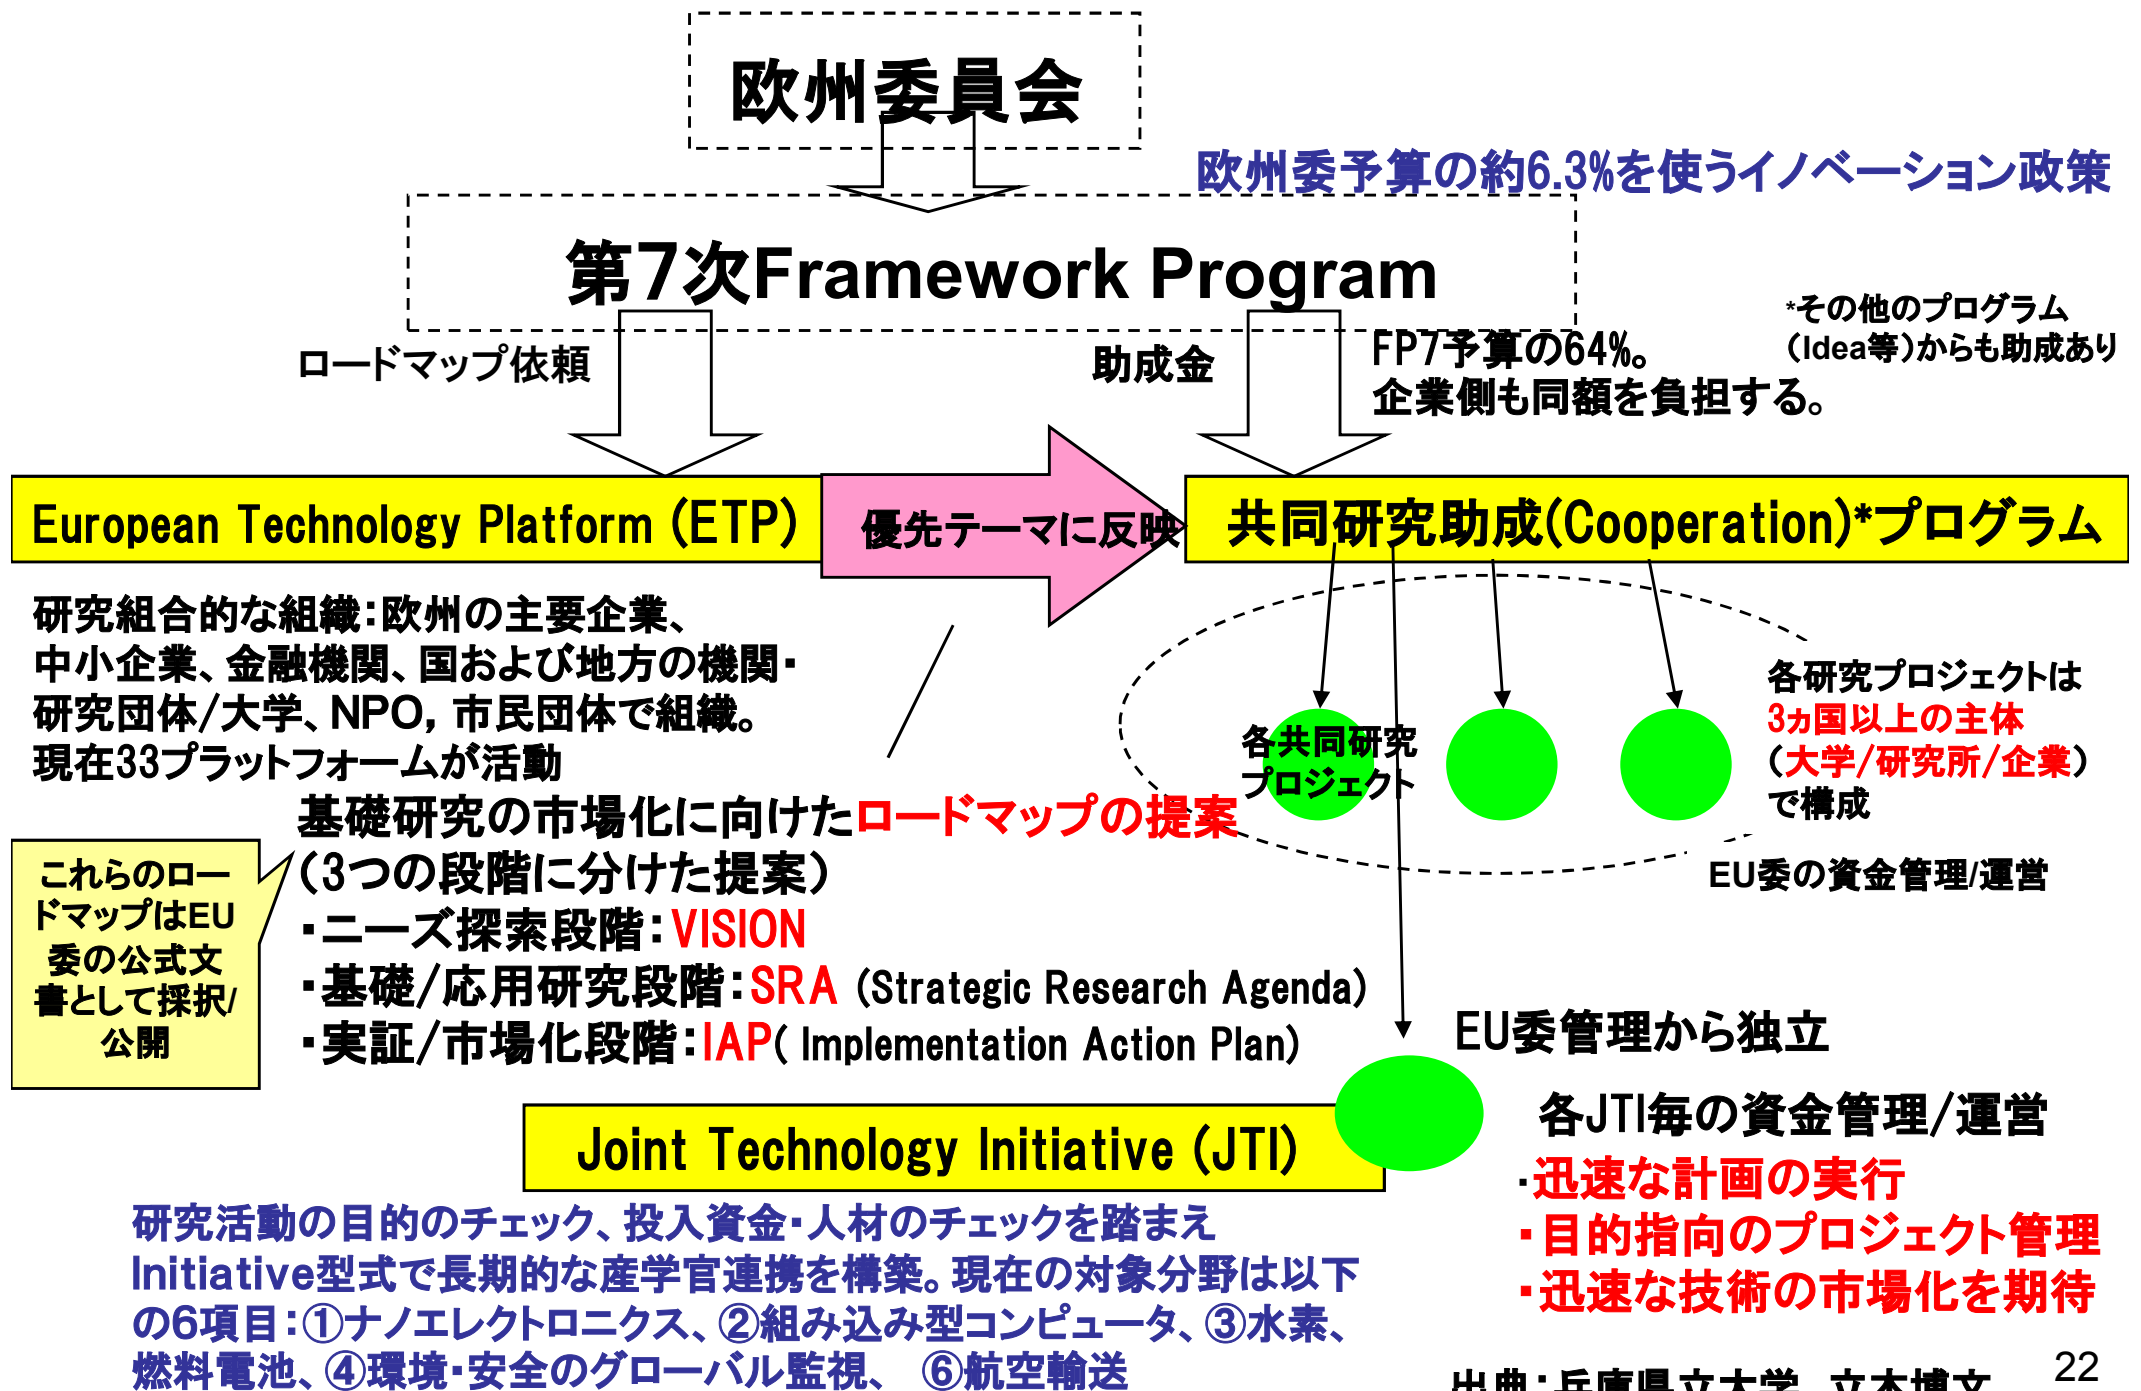 欧州委員会
欧州委予算の約6.3%を使うイノベーション政策
第7次Framework Program
*その他のプログラム
（Idea等）からも助成あり
ロードマップ依頼
助成金
FP7予算の64%。
企業側も同額を負担する。
European Technology Platform (ETP)
優先テーマに反映
共同研究助成(Cooperation)*プログラム
研究組合的な組織：欧州の主要企業、
中小企業、金融機関、国および地方の機関・
研究団体/大学、NPO，市民団体で組織。
現在33プラットフォームが活動
各共同研究
プロジェクト
各研究プロジェクトは
3ヵ国以上の主体
（大学/研究所/企業）
で構成
EU委の資金管理/運営
基礎研究の市場化に向けたロードマップの提案
（3つの段階に分けた提案）
・ニーズ探索段階：VISION
・基礎/応用研究段階：SRA (Strategic Research Agenda)
・実証/市場化段階：IAP( Implementation Action Plan)
これらのロー
ドマップはEU
委の公式文
書として採択/
公開
EU委管理から独立
各JTI毎の資金管理/運営
・迅速な計画の実行
・目的指向のプロジェクト管理
・迅速な技術の市場化を期待
Joint Technology Initiative (JTI)
研究活動の目的のチェック、投入資金・人材のチェックを踏まえ
Initiative型式で長期的な産学官連携を構築。現在の対象分野は以下
の6項目：①ナノエレクトロニクス、②組み込み型コンピュータ、③水素、
燃料電池、④環境・安全のグローバル監視、 ⑥航空輸送
出典：兵庫県立大学 立本博文
22